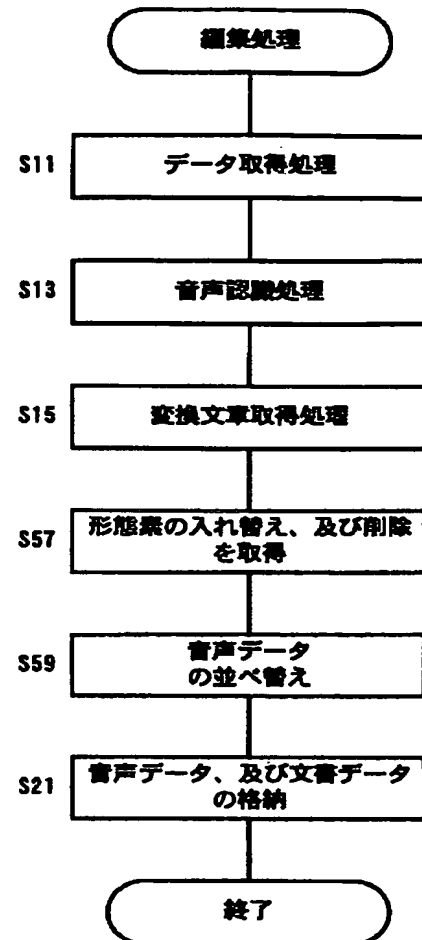 編集処理
S11
データ取得処理
S13
音声認識処理
S15
変換文章取得処理
S57
形態素の入れ替え、及び削除
を取得
S59
音声データ
の並べ替え
S21
音声データ、及び文書データ
の格納
終了